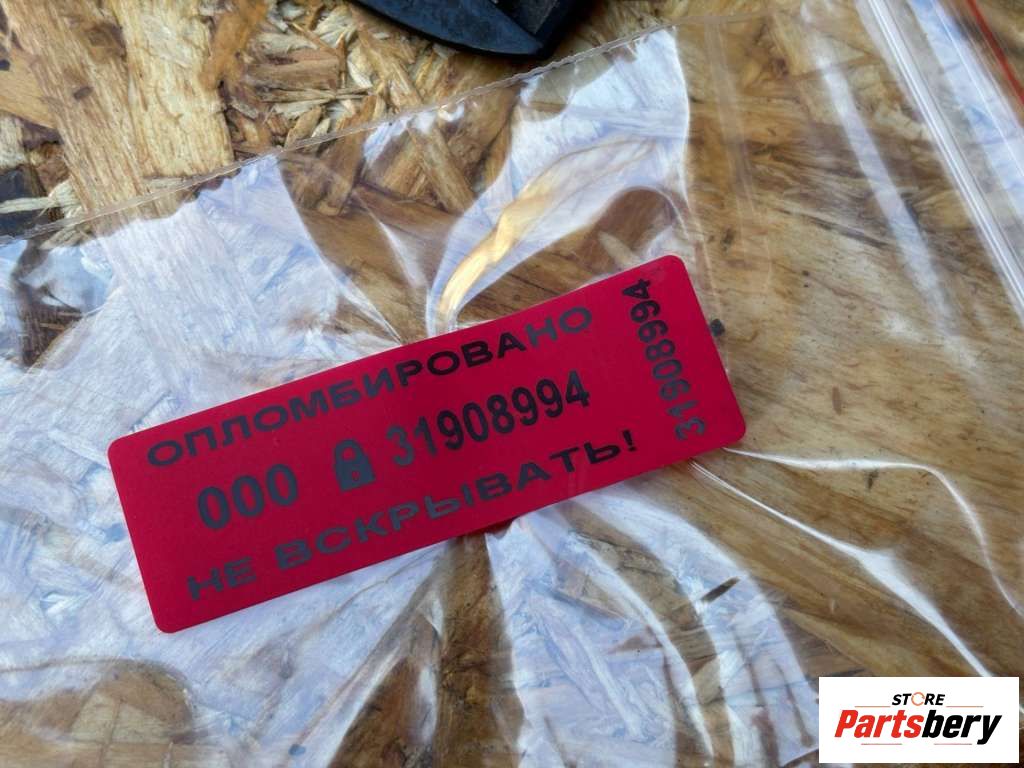 ОПЛОМБИРОВАНО
000 31908994
НЕ ВСКРЫВАТЬ!
31908994
STORE
Partsbery